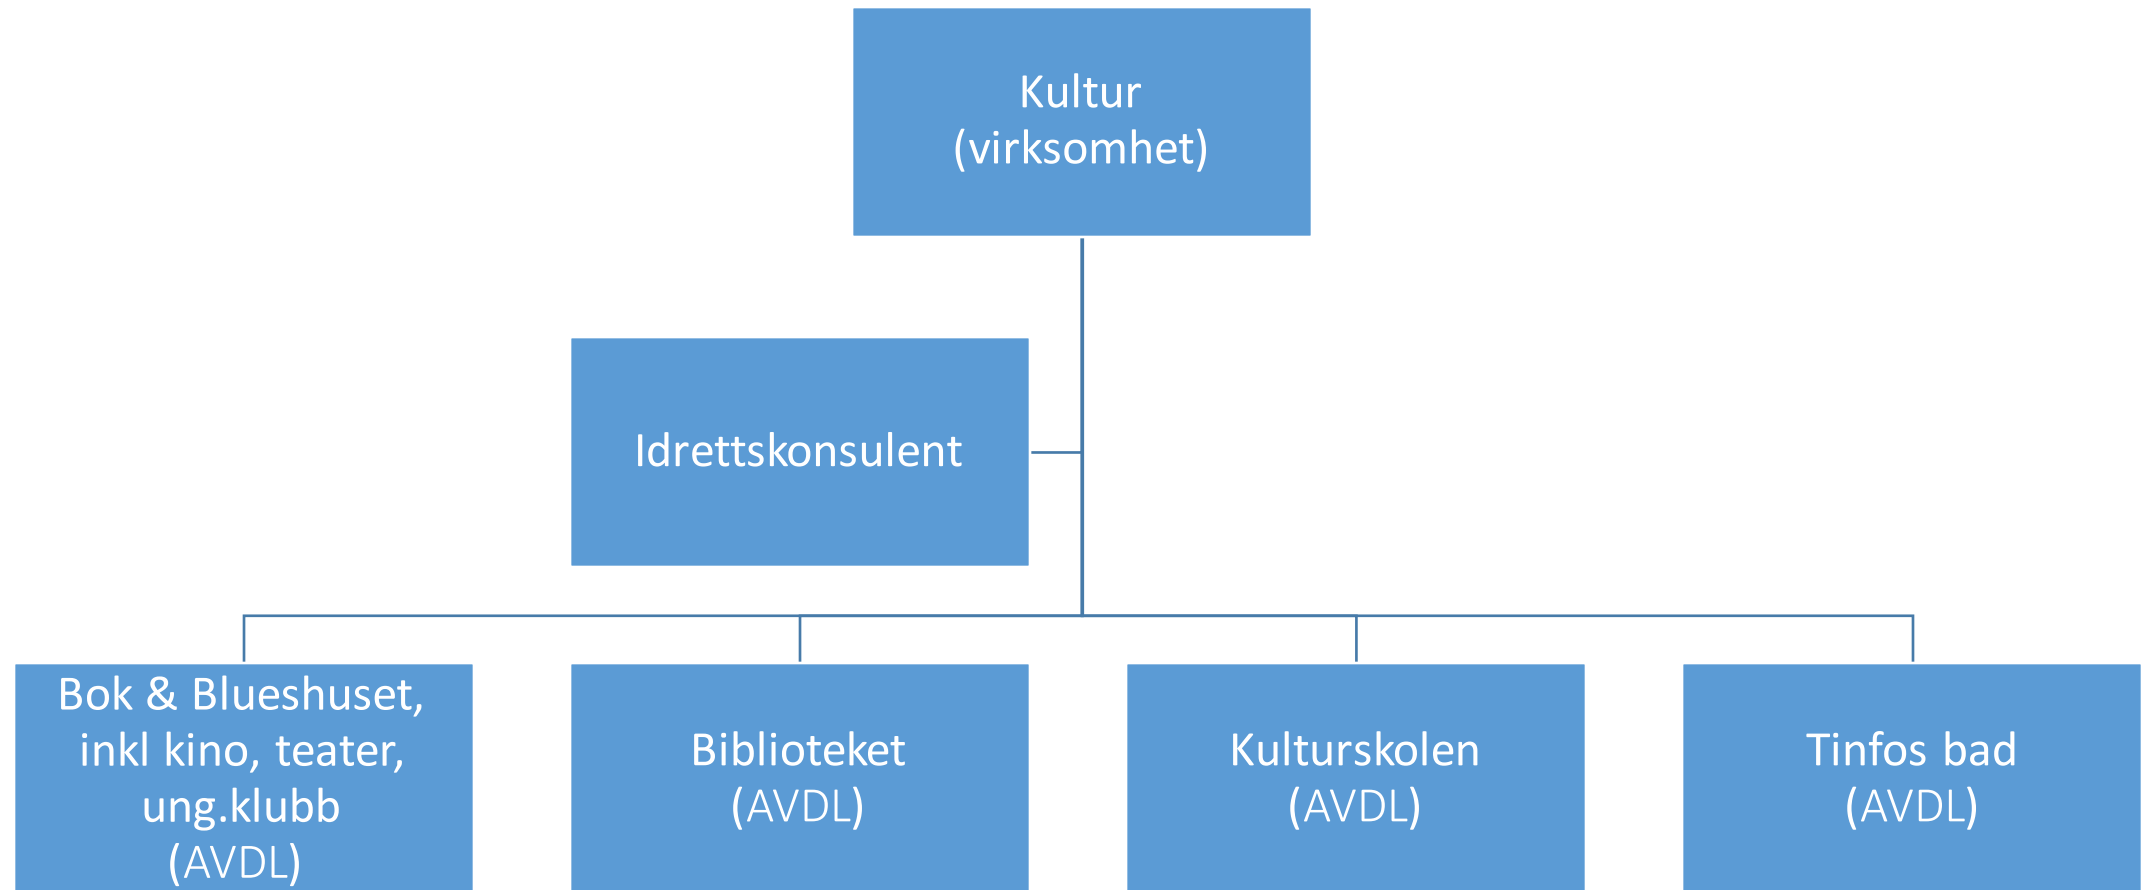 Kultur
(virksomhet)
Idrettskonsulent
Bok & Blueshuset,
inkl kino, teater,
ung.klubb
(AVDL)
Biblioteket
(AVDL)
Kulturskolen
(AVDL)
Tinfos bad
(AVDL)